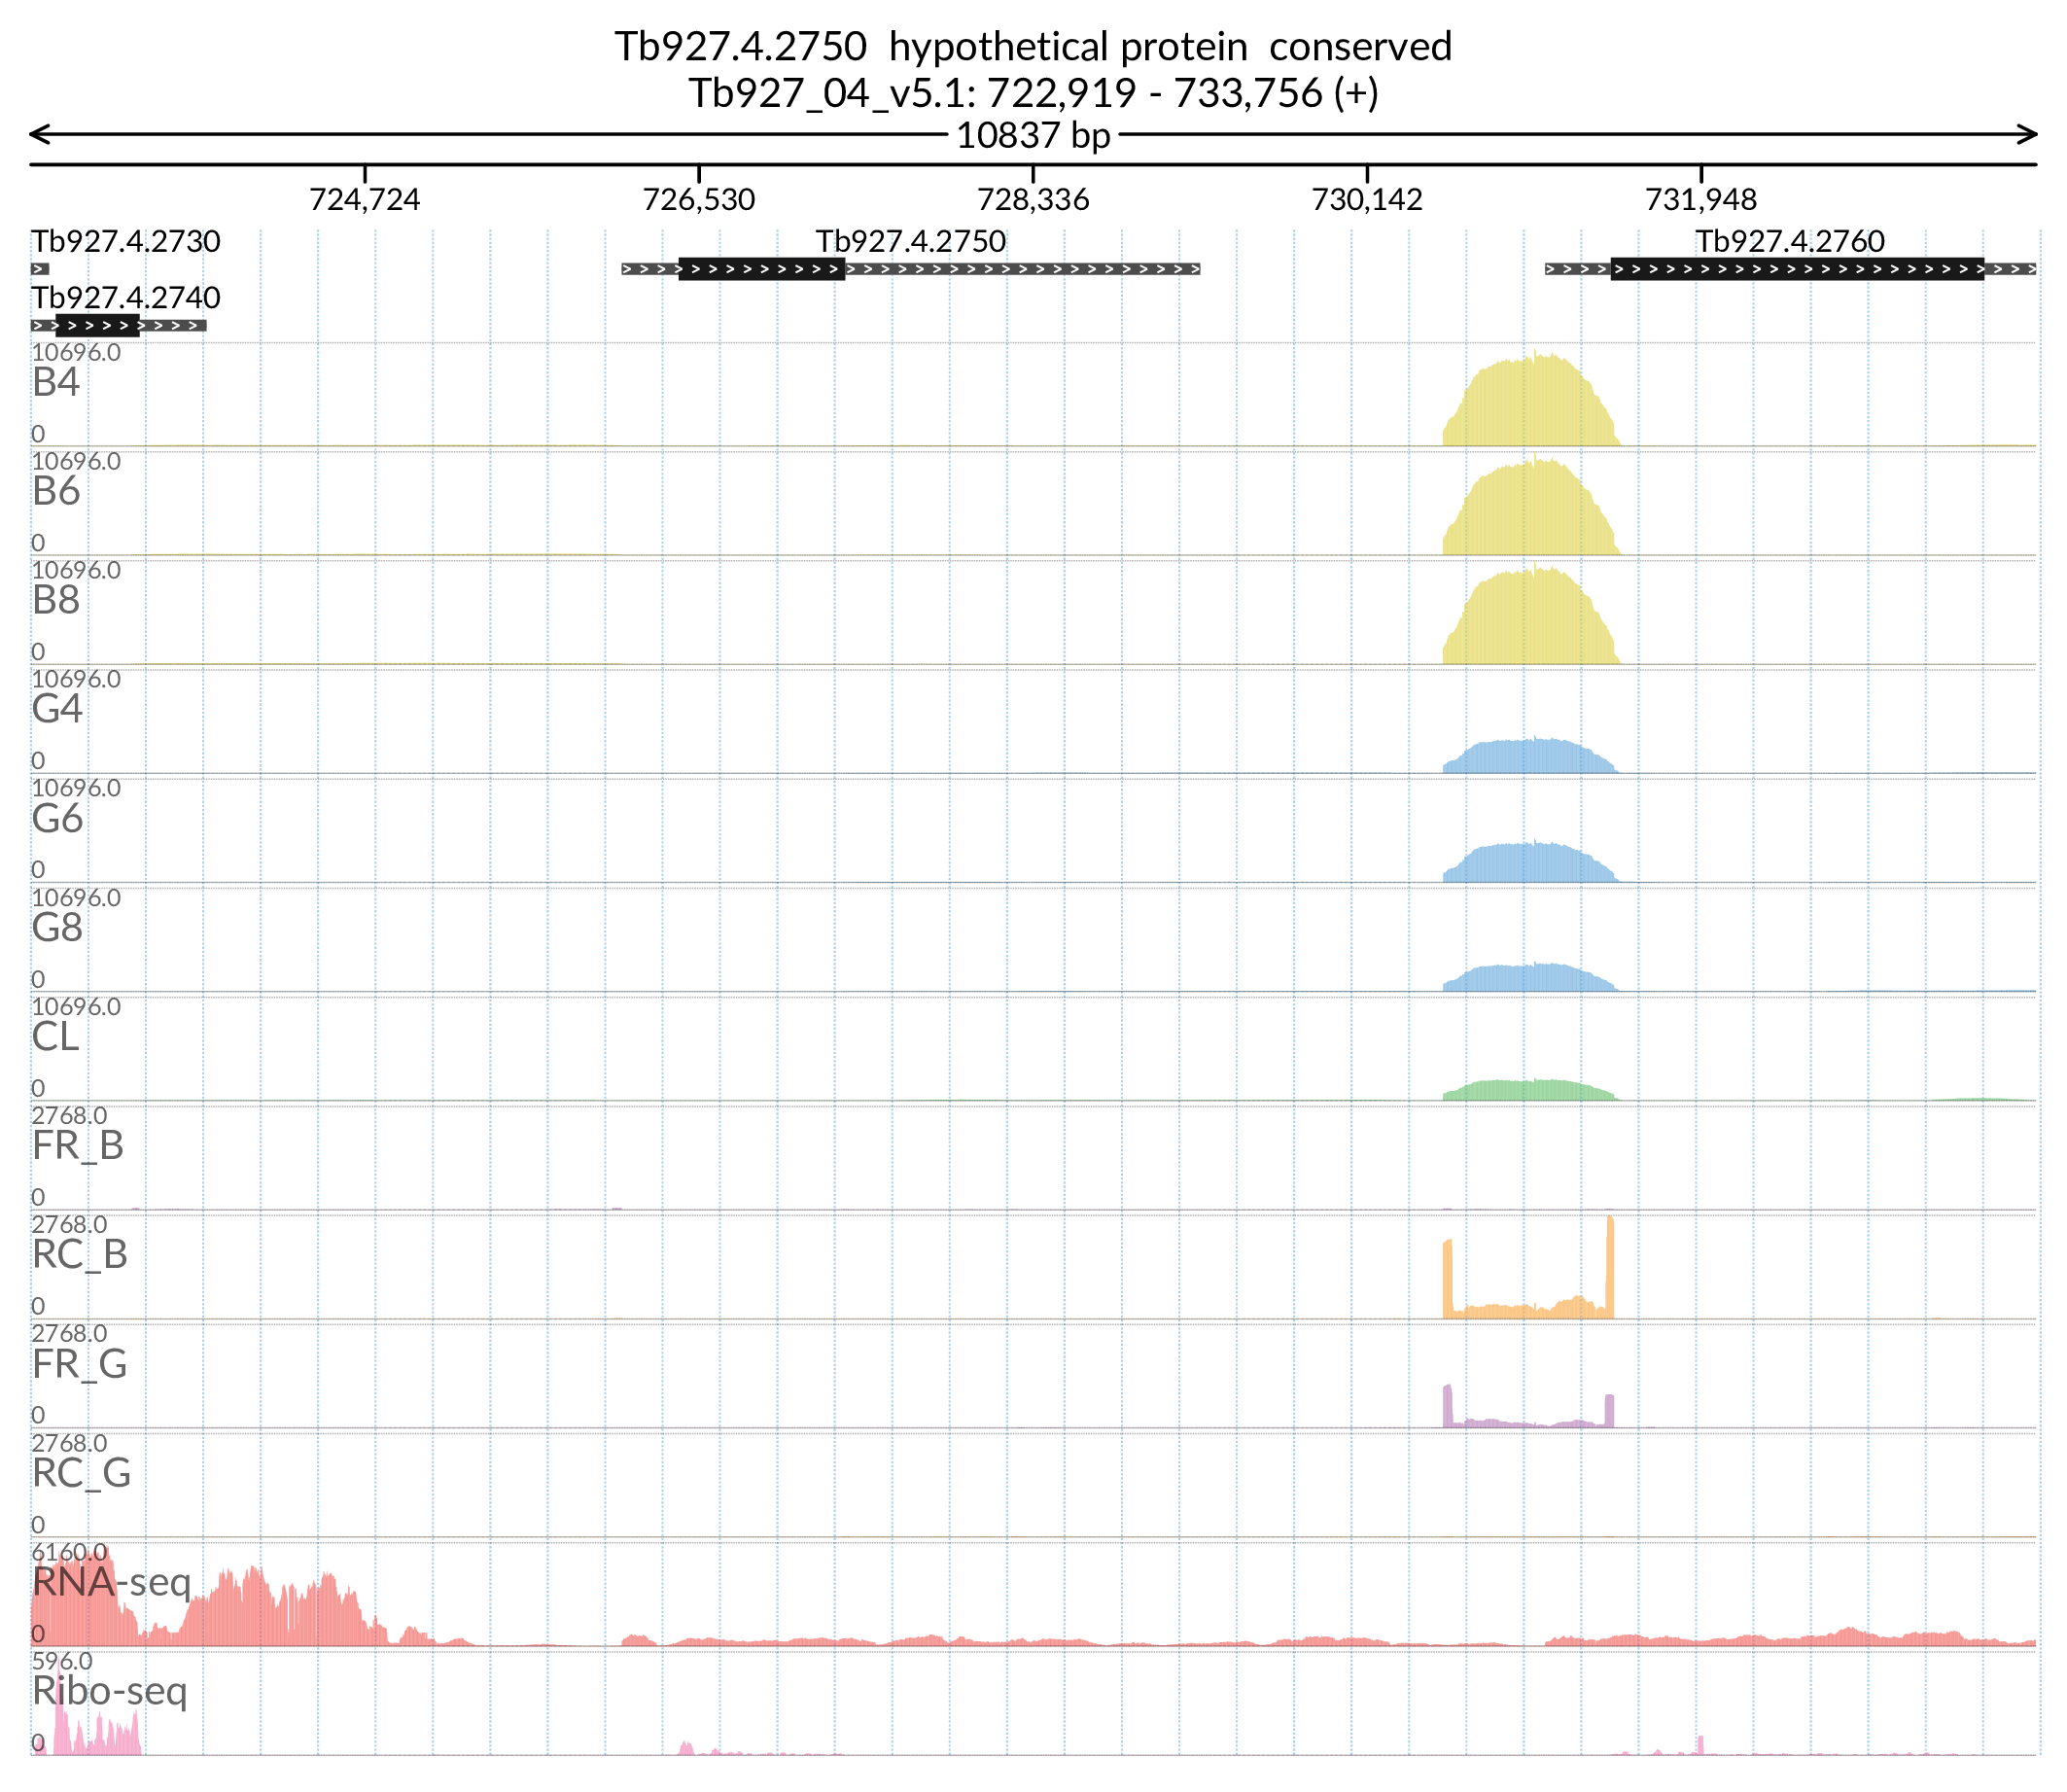 Tb927.4.2750 hypothetical protein conserved
Tb927_04_v5.1: 722,919 - 733,756 (+)
10837 bp
724,724 726,530 728,336 730,142 731,948
Tb927.4.2730 Tb927.4.2750 Tb927.4.2760
Tb927.4.2740
10696.0
B4
0
10696.0
B6
0
10696.0
B8
0
10696.0
G4
0
10696.0
G6
0
10696.0
G8
0
10696.0
CL
0
2768.0
FR_B
0
2768.0
RC_B
0
2768.0
FR_G
0
2768.0
RC_G
0
6160.0
RNA-seq
0
596.0
Ribo-seq
0